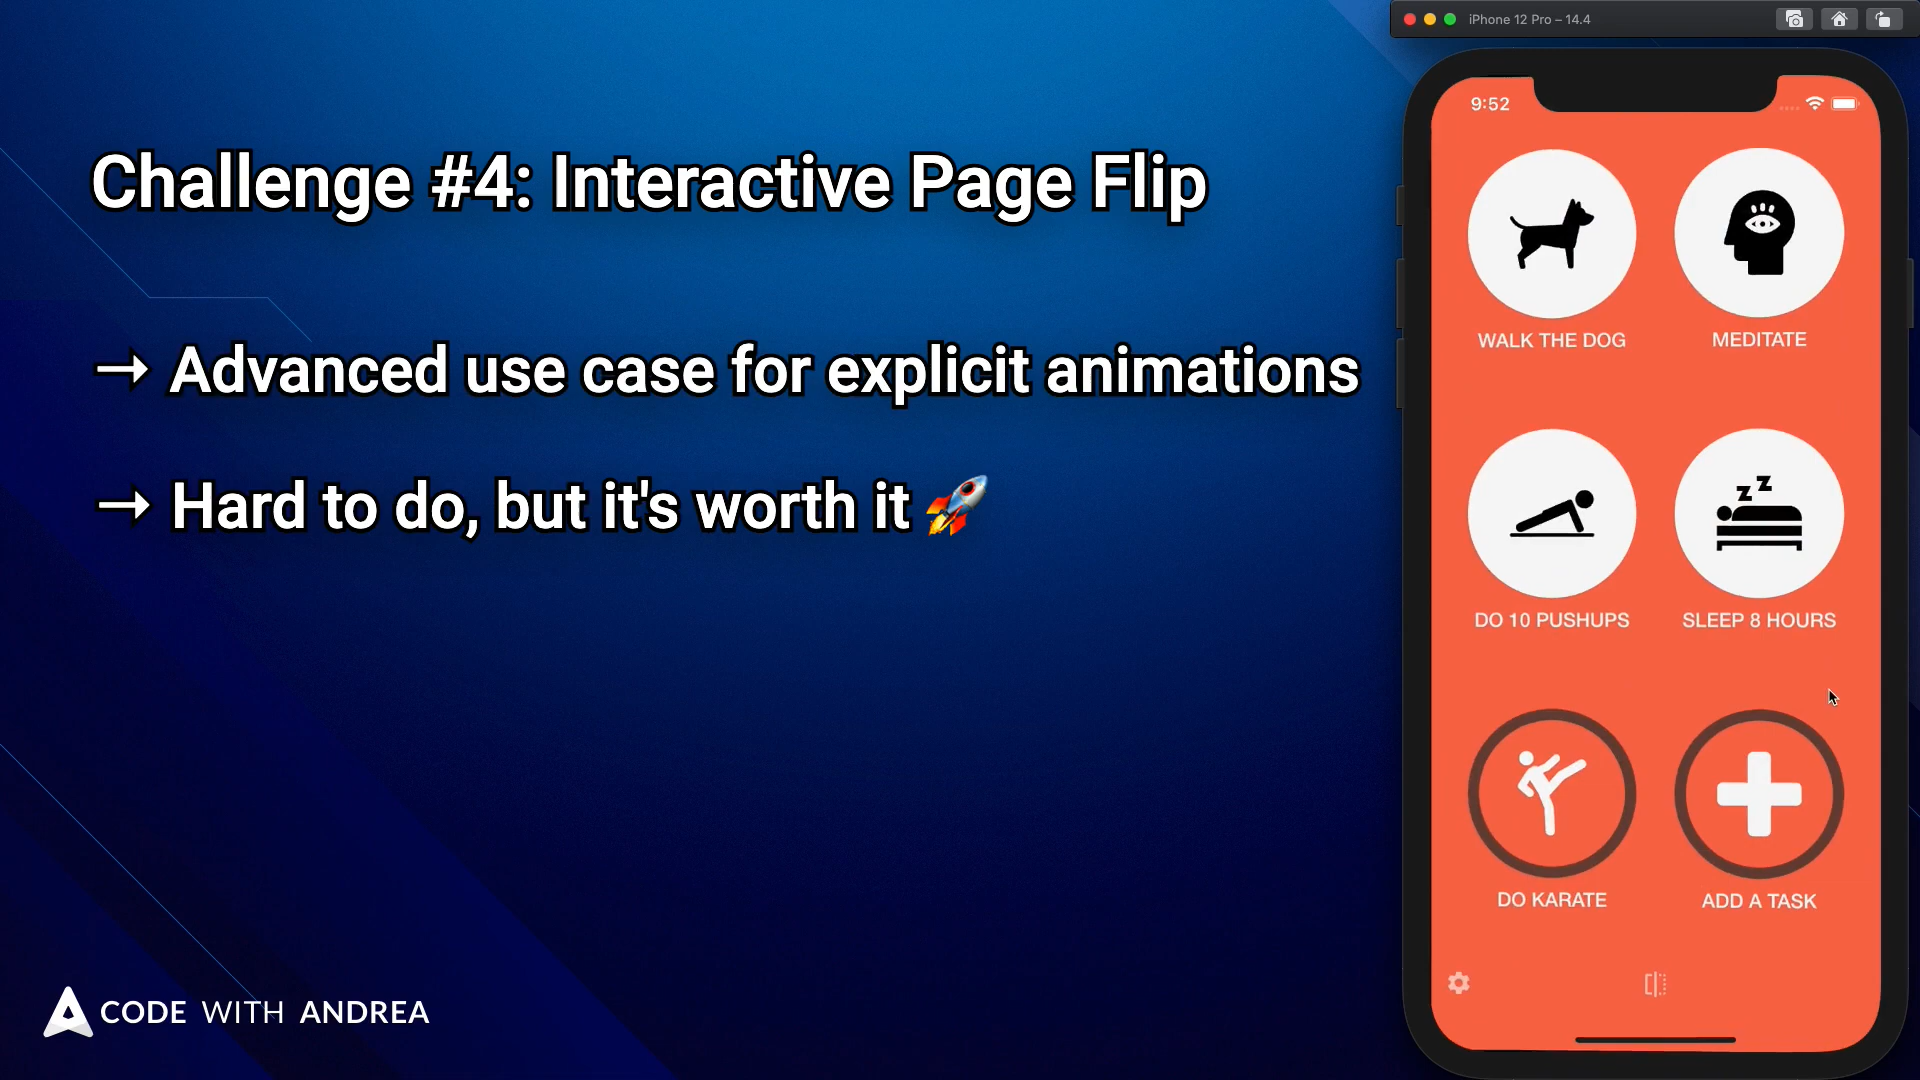 iPhone 12 Pro – 14.4
9:52
Challenge #4: Interactive Page Flip
→ Advanced use case for explicit animations
→ Hard to do, but it's worth it 🚀
WALK THE DOG
MEDITATE
DO 10 PUSHUPS
SLEEP 8 HOURS
DO KARATE
ADD A TASK
CODE WITH ANDREA